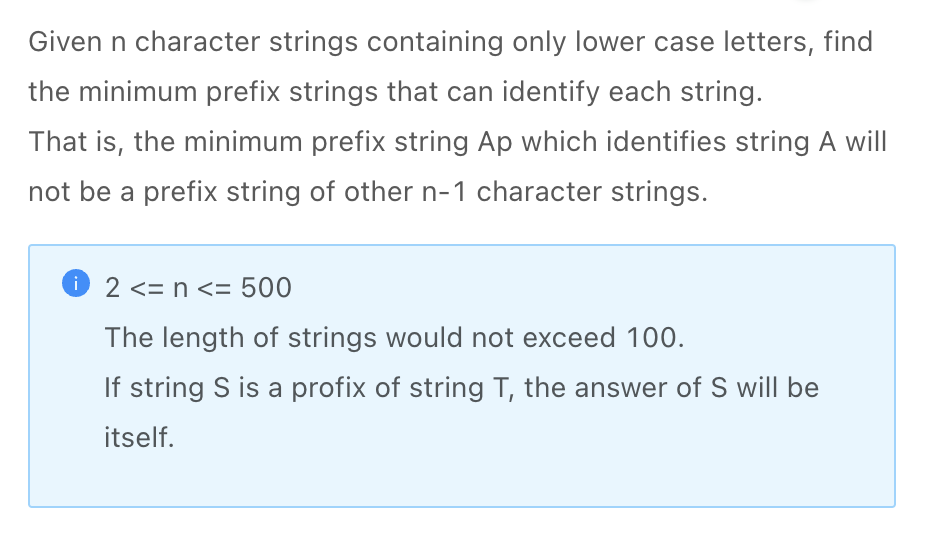 Given n character strings containing only lower case letters, find
the minimum prefix strings that can identify each string.
That is, the minimum prefix string Ap which identifies string A will
not be a prefix string of other n-1 character strings.
2 <= n <= 500
The length of strings would not exceed 100.
If string S is a profix of string T, the answer of S will be
itself.